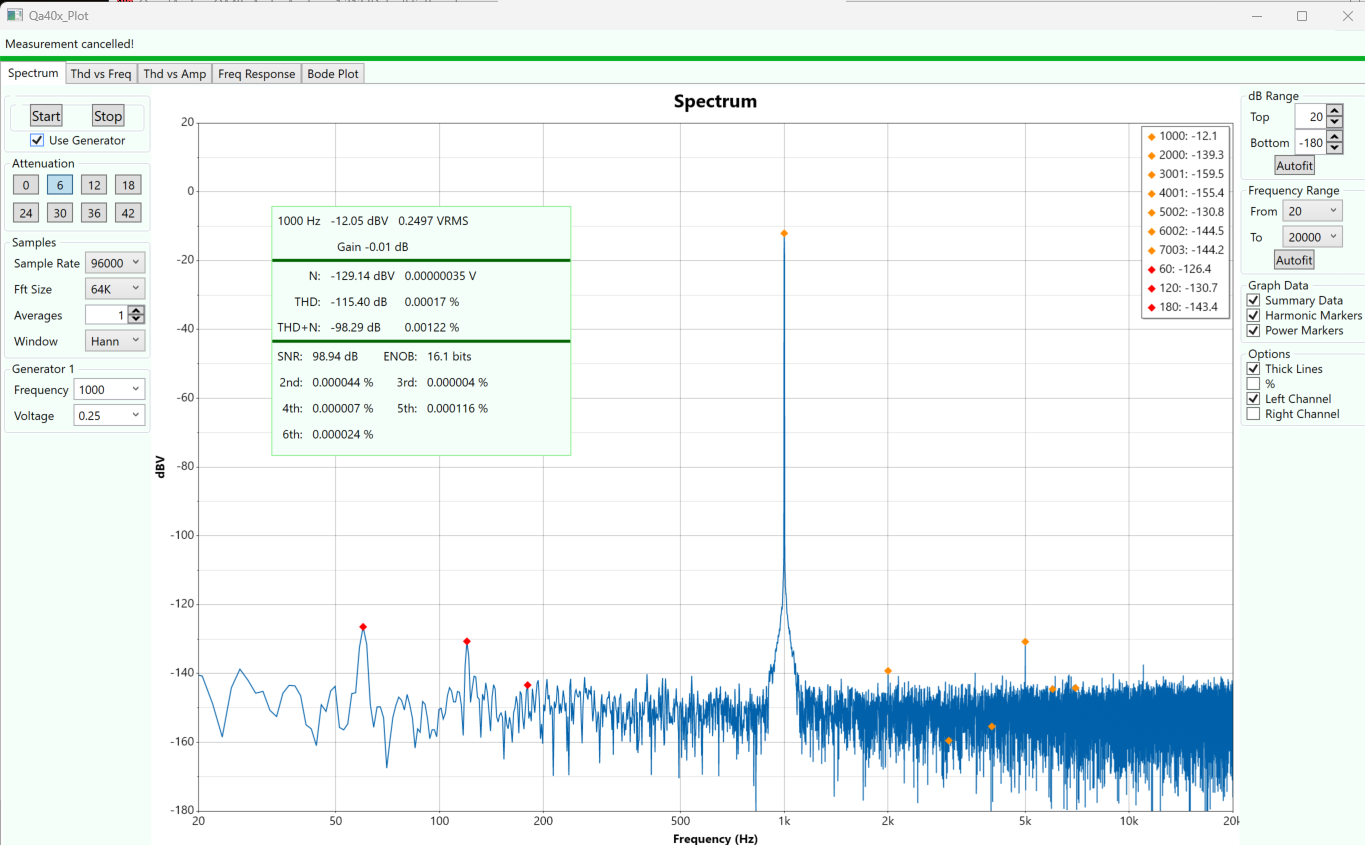 Qa40x_Plot
Measurement cancelled!
Spectrum Thd vs Freq Thd vs Amp Freq Response Bode Plot
Start Stop
Use Generator
Attenuation
0 6 12 18
24 30 36 42
Samples
Sample Rate 96000
Fft Size 64K
Averages 1
Window Hann
Generator 1
Frequency 1000
Voltage 0.25
Spectrum
dBV
20
0
-20
-40
-60
-80
-100
-120
-140
-160
-180
1000 Hz -12.05 dBV 0.2497 VRMS
Gain -0.01 dB
N: -129.14 dBV 0.00000035 V
THD: -115.40 dB 0.00017 %
THD+N: -98.29 dB 0.00122 %
SNR: 98.94 dB ENOB: 16.1 bits
2nd: 0.000044 % 3rd: 0.000004 %
4th: 0.000007 % 5th: 0.000116 %
6th: 0.000024 %
1000: -12.1
2000: -139.3
3001: -159.5
4001: -155.4
5002: -130.8
6002: -144.5
7003: -144.2
60: -126.4
120: -130.7
180: -143.4
20 50 100 200 500 1k 2k 5k 10k 20k
Frequency (Hz)
dB Range
Top 20
Bottom -180
Autofit
Frequency Range
From 20
To 20000
Autofit
Graph Data
Summary Data
Harmonic Markers
Power Markers
Options
Thick Lines
%
Left Channel
Right Channel